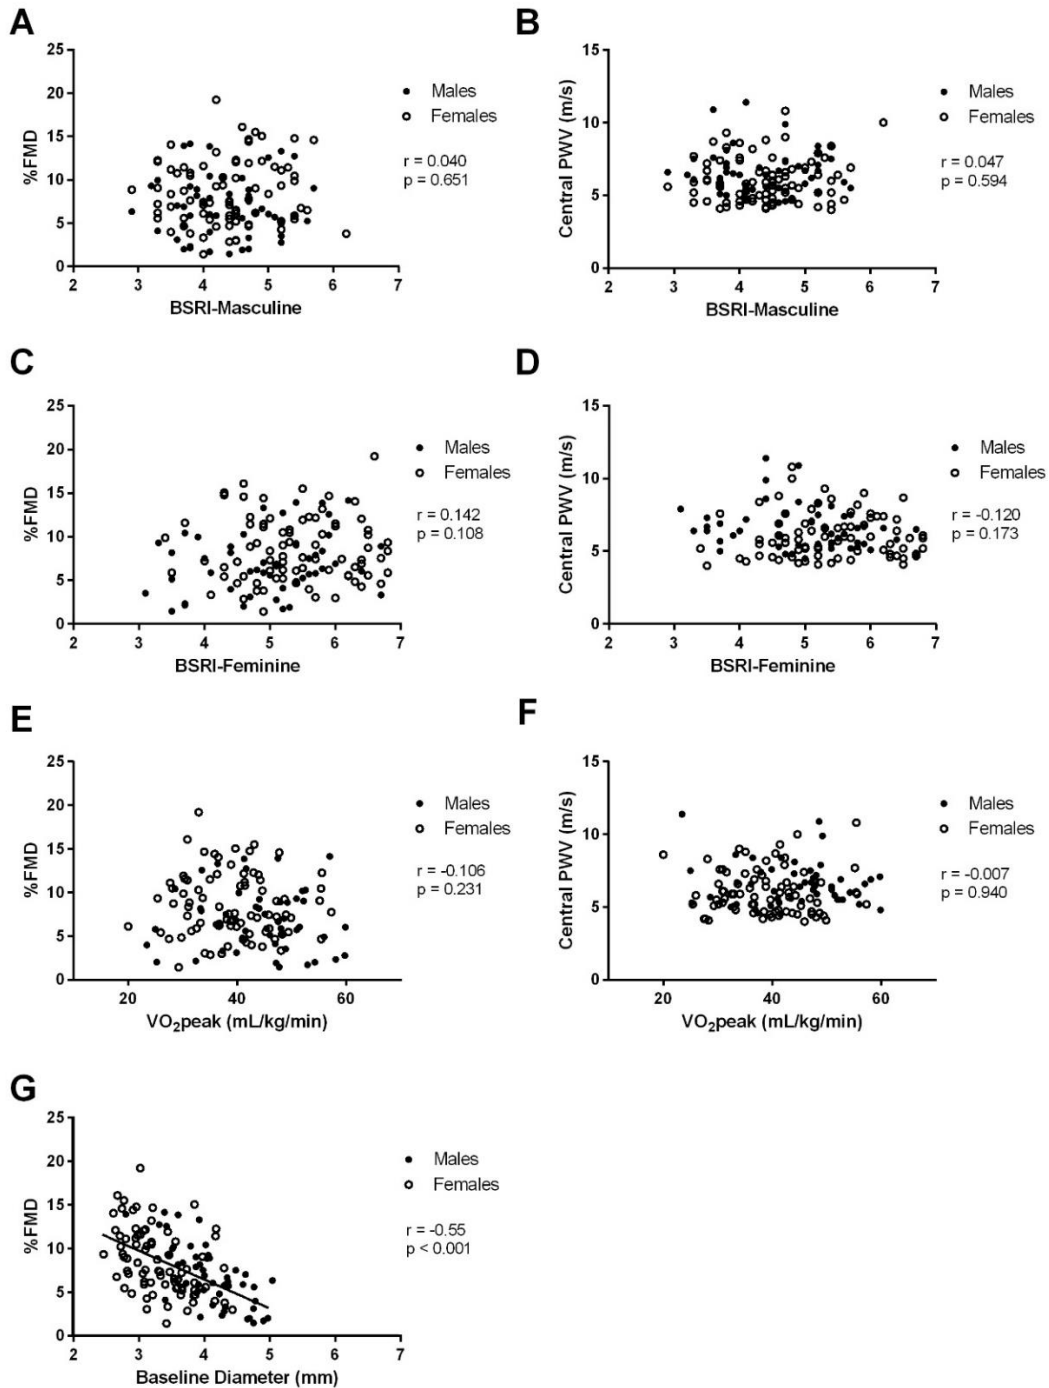 A
25
20
15
10
5
0
%FMD
2 3 4 5 6 7
BSRI-Masculine
Males
Females
r = 0.040
p = 0.651
B
15
10
5
0
Central PWV (m/s)
2 3 4 5 6 7
BSRI-Masculine
Males
Females
r = 0.047
p = 0.594
C
25
20
15
10
5
0
%FMD
2 3 4 5 6 7
BSRI-Feminine
Males
Females
r = 0.142
p = 0.108
D
15
10
5
0
Central PWV (m/s)
2 3 4 5 6 7
BSRI-Feminine
Males
Females
r = -0.120
p = 0.173
E
25
20
15
10
5
0
%FMD
20 40 60
VO₂peak (mL/kg/min)
Males
Females
r = -0.106
p = 0.231
F
15
10
5
0
Central PWV (m/s)
20 40 60
VO₂peak (mL/kg/min)
Males
Females
r = -0.007
p = 0.940
G
25
20
15
10
5
0
%FMD
2 3 4 5 6 7
Baseline Diameter (mm)
Males
Females
r = -0.55
p < 0.001